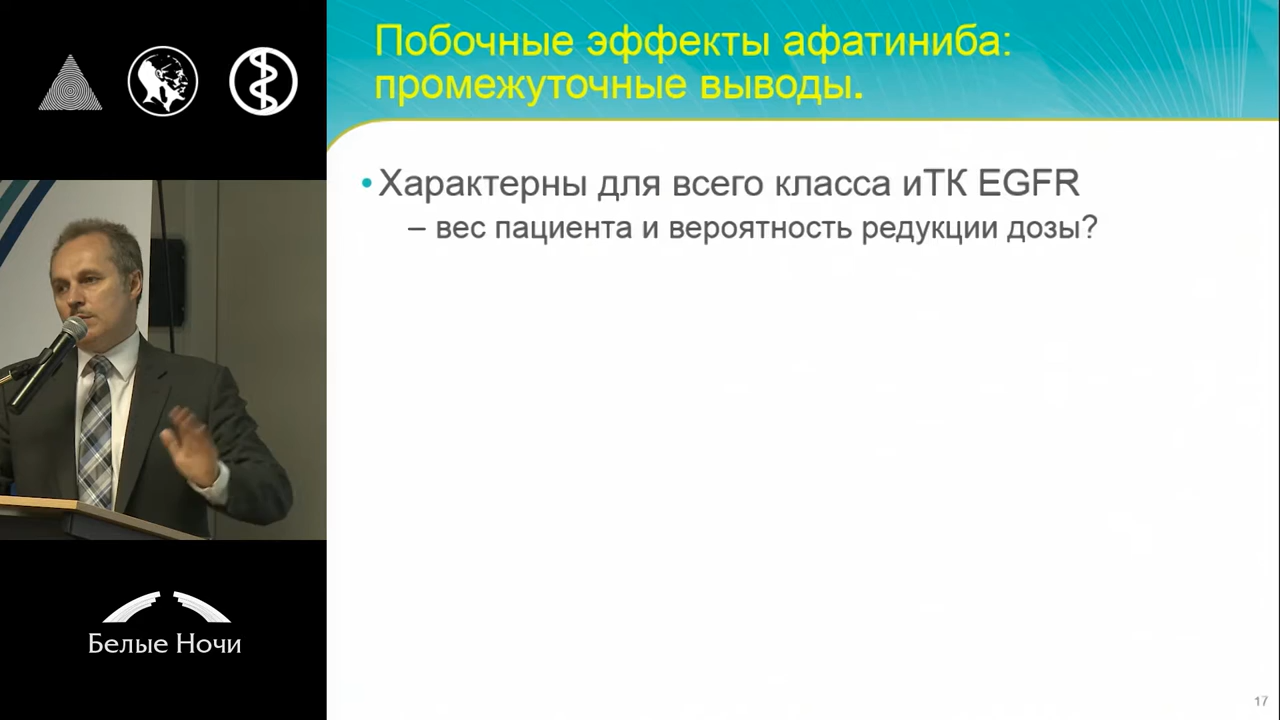 Побочные эффекты афатиниба:
промежуточные выводы.
• Характерны для всего класса иТК EGFR
– вес пациента и вероятность редукции дозы?
Белые Ночи
17